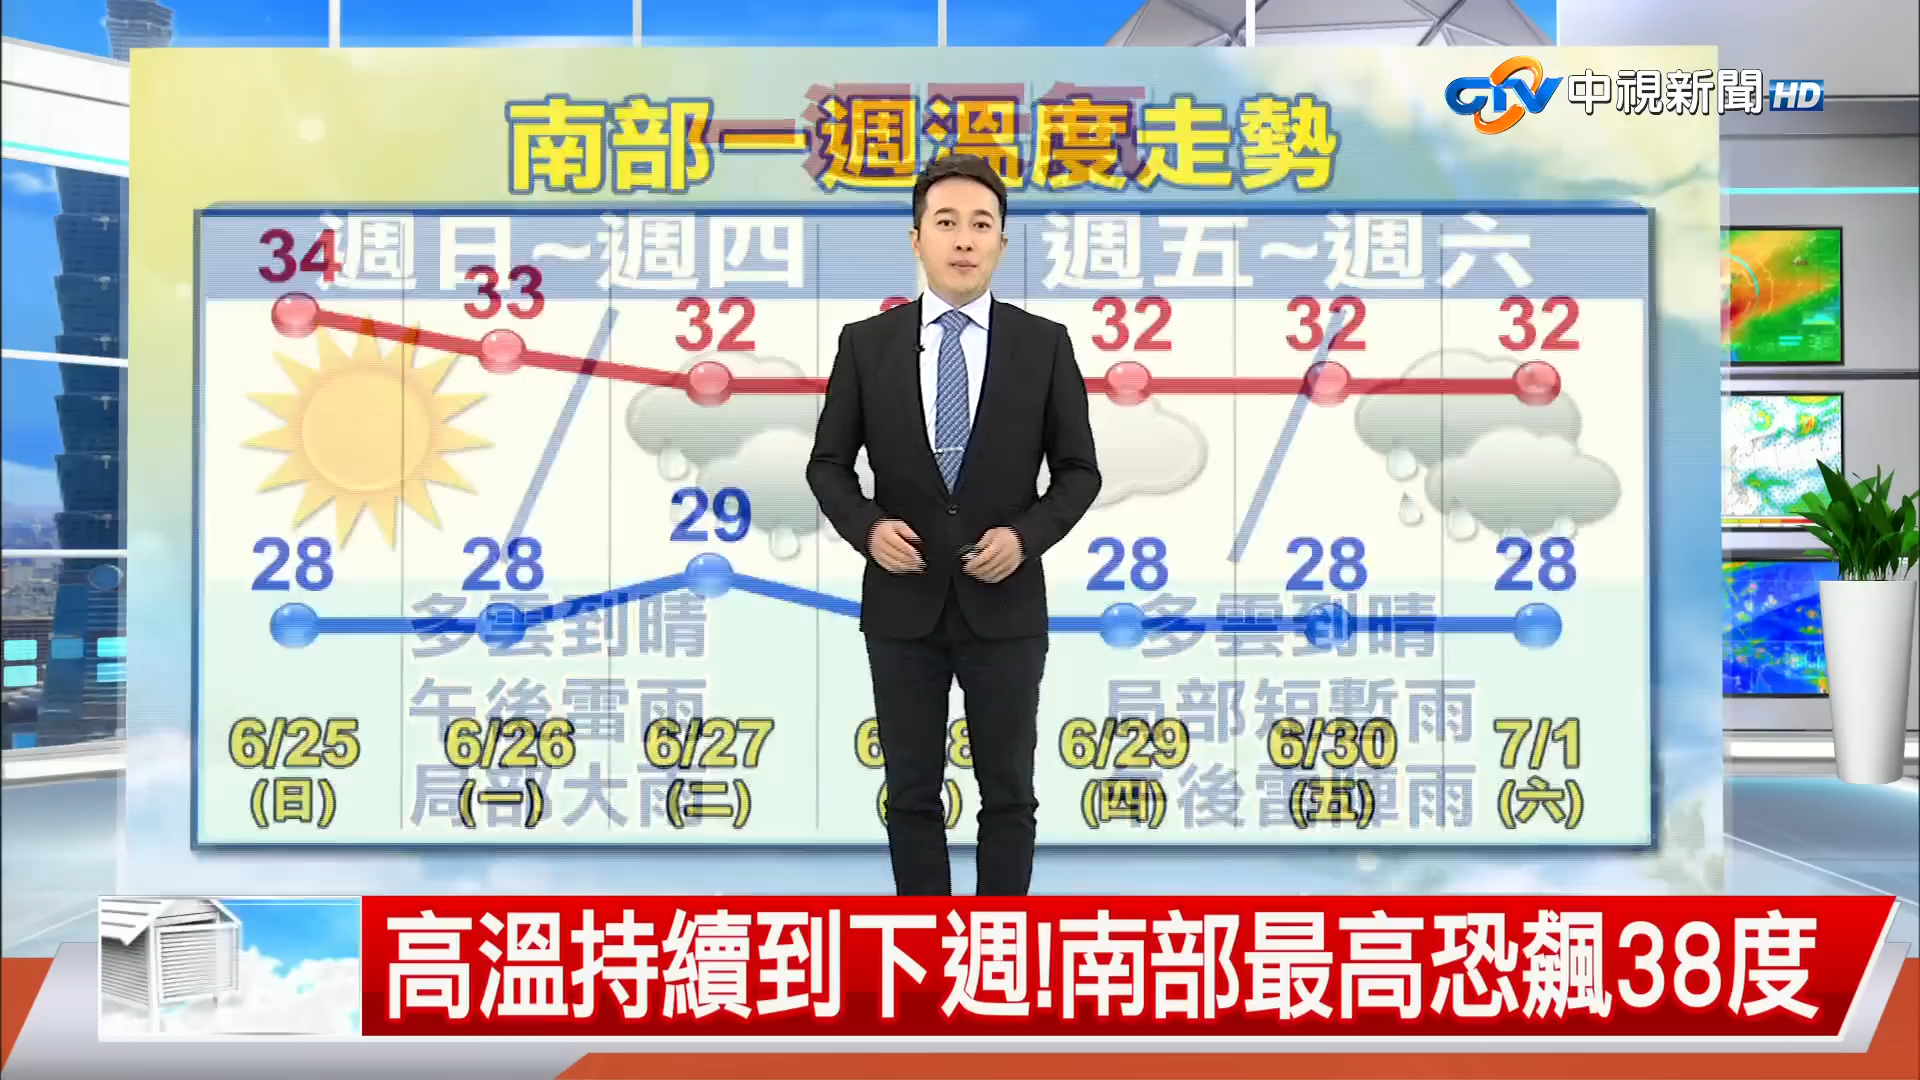 CTV 中視新聞 HD
南部一週溫度走勢
週日~週四
週五~週六
34
33
32
32
32
32
28
28
29
28
28
28
多雲到晴
多雲到晴
午後雷雨
局部短暫雨
局部大雨
午後雷陣雨
6/25
6/26
6/27
6/29
6/30
7/1
(日)
(一)
(二)
(四)
(五)
(六)
高溫持續到下週!南部最高恐飆38度